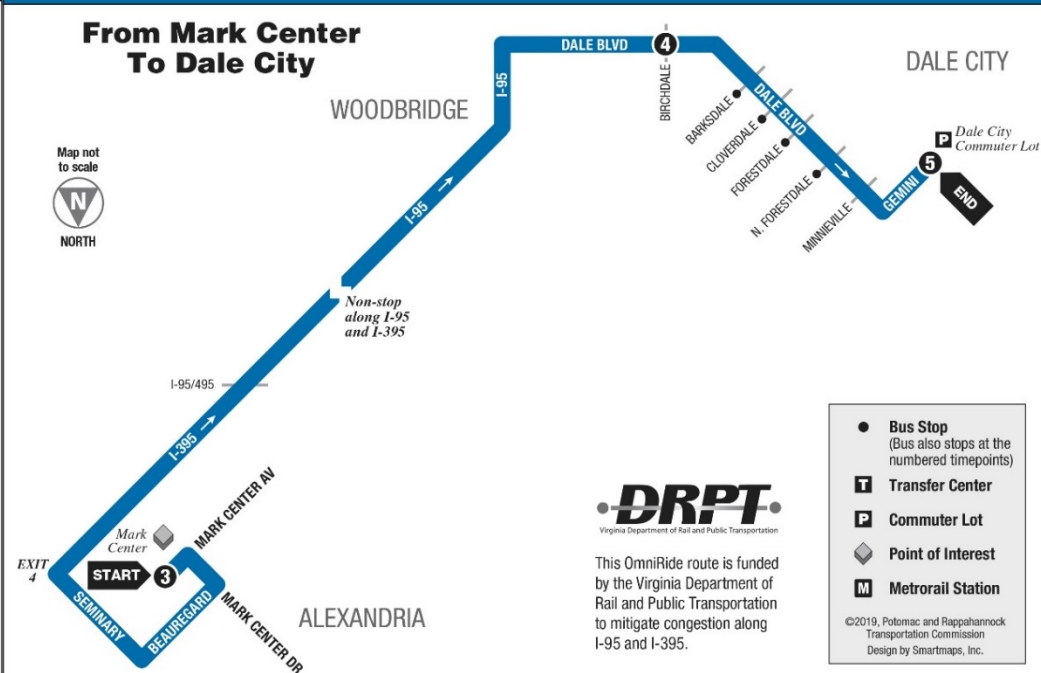 From Mark Center
To Dale City
DALE BLVD
4
DALE CITY
I-95
BIRCHDALE
WOODBRIDGE
DALE BLVD
BARKSDALE
CLOVERDALE
FORESTDALE
N. FORESTDALE
MINNIEVILLE
P
Dale City
Commuter Lot
5
GEMINI
END
Map not
to scale
N
NORTH
I-95
Non-stop
along I-95
and I-395
I-95/495
I-395
MARK CENTER AV
Mark
Center
EXIT
4
START
3
SEMINARY
BEAUREGARD
MARK CENTER DR
ALEXANDRIA
DRPT
Virginia Department of Rail and Public Transportation
This OmniRide route is funded
by the Virginia Department of
Rail and Public Transportation
to mitigate congestion along
I-95 and I-395.
Bus Stop
(Bus also stops at the
numbered timepoints)
T Transfer Center
P Commuter Lot
Point of Interest
M Metrorail Station
©2019, Potomac and Rappahannock
Transportation Commission
Design by Smartmaps, Inc.